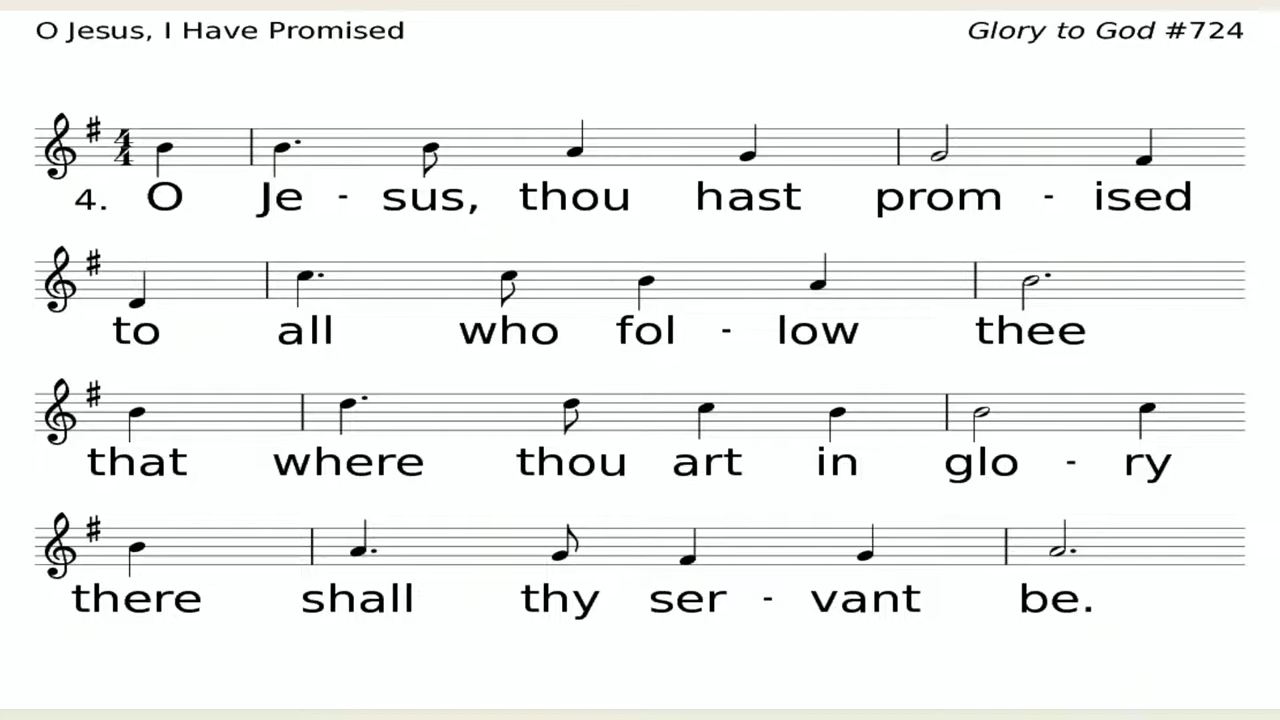 O Jesus, I Have Promised
Glory to God #724
4. O Je - sus, thou hast prom - ised
to all who fol - low thee
that where thou art in glo - ry
there shall thy ser - vant be.